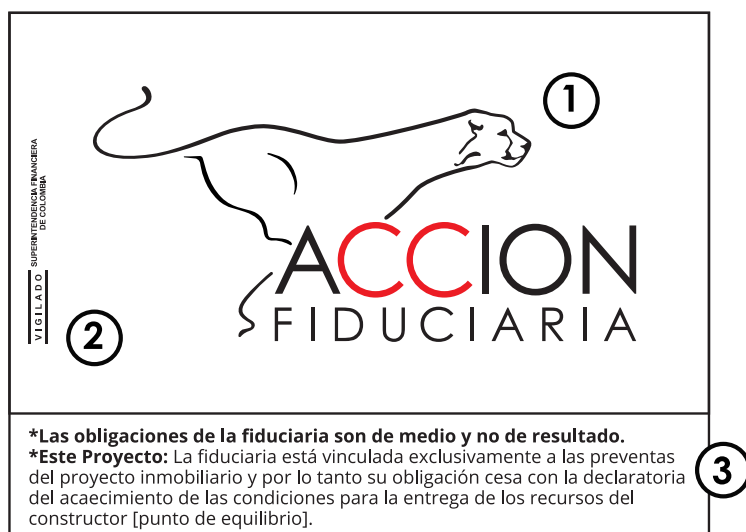 1
SUPERINTENDENCIA FINANCIERA
DE COLOMBIA
VIGILADO
2
ACCION
FIDUCIARIA
*Las obligaciones de la fiduciaria son de medio y no de resultado.
*Este Proyecto: La fiduciaria está vinculada exclusivamente a las preventas
del proyecto inmobiliario y por lo tanto su obligación cesa con la declaratoria
del acaecimiento de las condiciones para la entrega de los recursos del
constructor [punto de equilibrio].
3